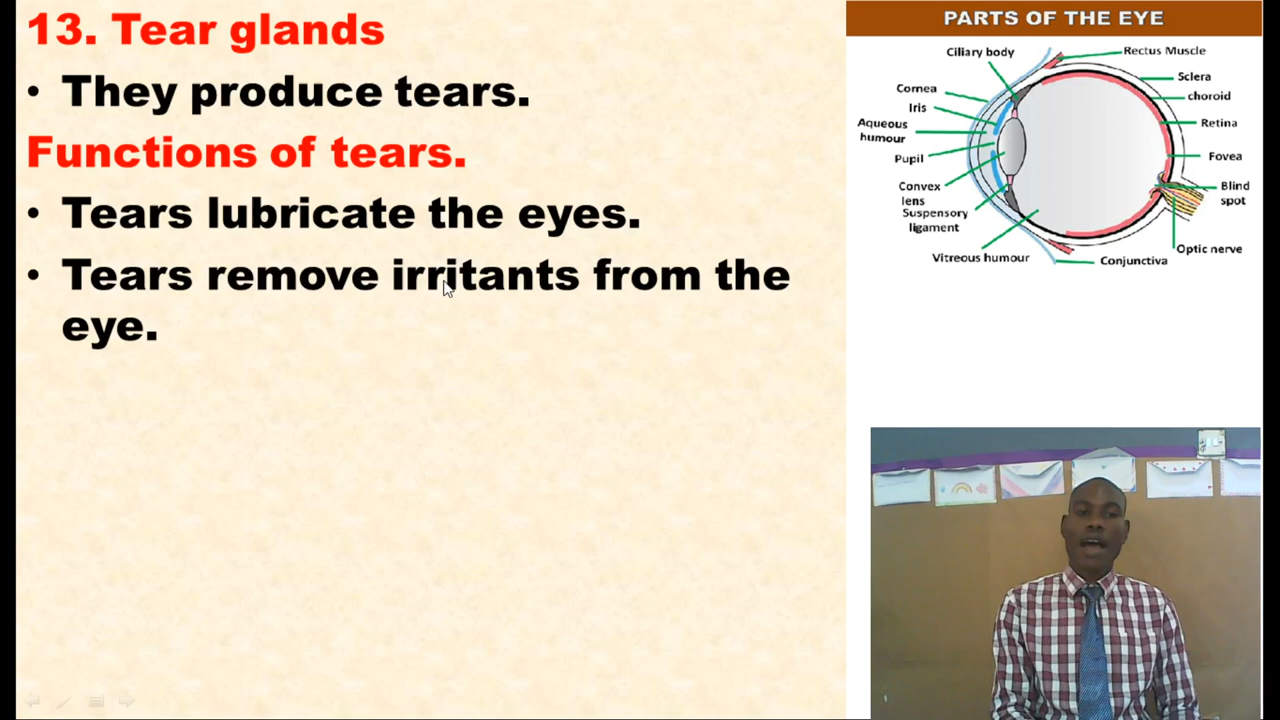 13. Tear glands
• They produce tears.
Functions of tears.
• Tears lubricate the eyes.
• Tears remove irritants from the
eye.
PARTS OF THE EYE
Ciliary body
Rectus Muscle
Cornea
Sclera
Iris
choroid
Aqueous
humour
Retina
Pupil
Fovea
Convex
lens
Blind
spot
Suspensory
ligament
Optic nerve
Vitreous humour
Conjunctiva